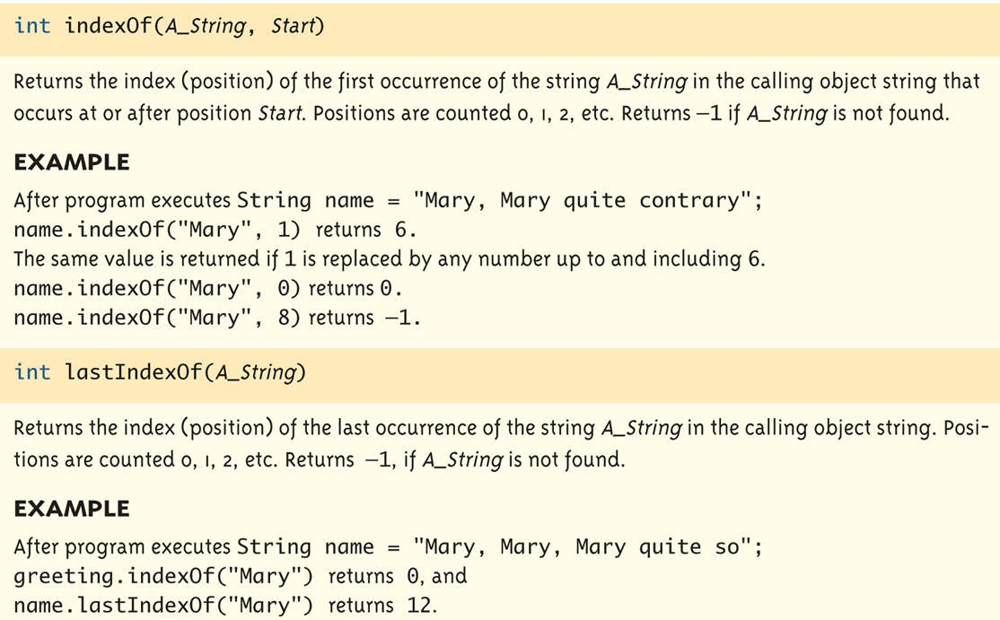 int indexOf(A_String, Start)
Returns the index (position) of the first occurrence of the string A_String in the calling object string that
occurs at or after position Start. Positions are counted 0, 1, 2, etc. Returns –1 if A_String is not found.
EXAMPLE
After program executes String name = "Mary, Mary quite contrary";
name.indexOf("Mary", 1) returns 6.
The same value is returned if 1 is replaced by any number up to and including 6.
name.indexOf("Mary", 0) returns 0.
name.indexOf("Mary", 8) returns –1.
int lastIndexOf(A_String)
Returns the index (position) of the last occurrence of the string A_String in the calling object string. Posi-
tions are counted 0, 1, 2, etc. Returns –1, if A_String is not found.
EXAMPLE
After program executes String name = "Mary, Mary, Mary quite so";
greeting.indexOf("Mary") returns 0, and
name.lastIndexOf("Mary") returns 12.